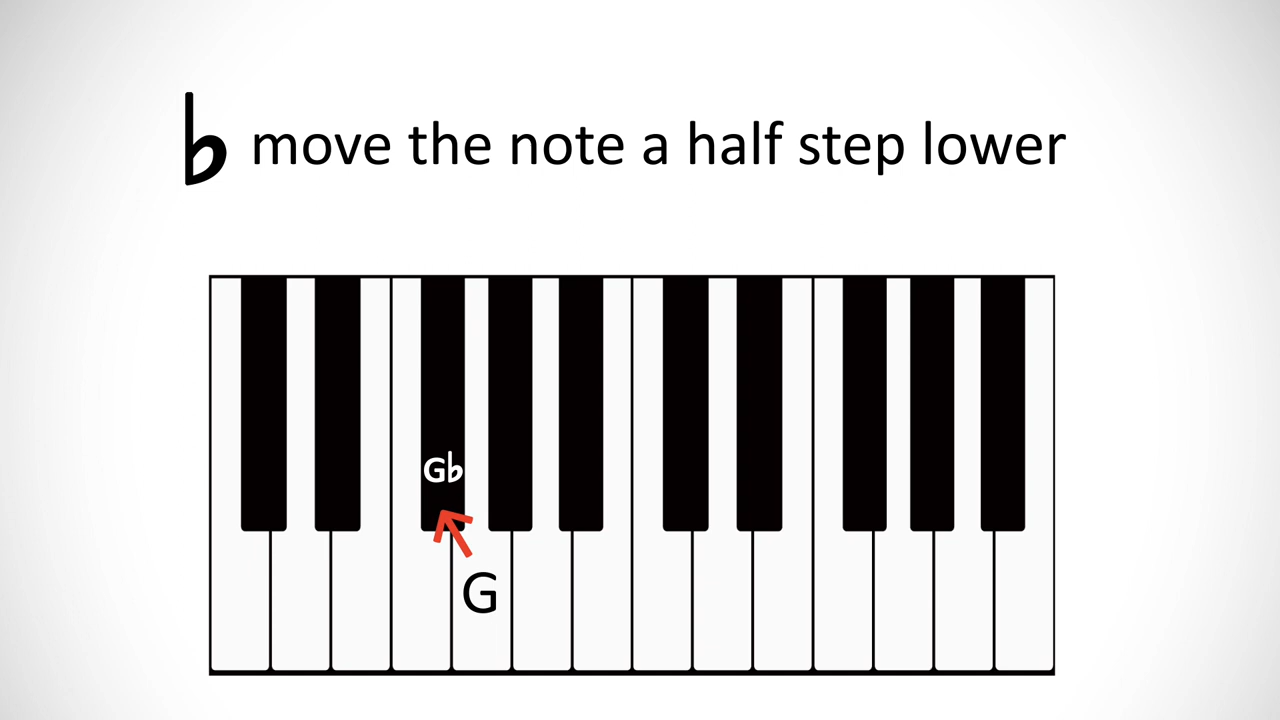 ♭ move the note a half step lower
G♭
G